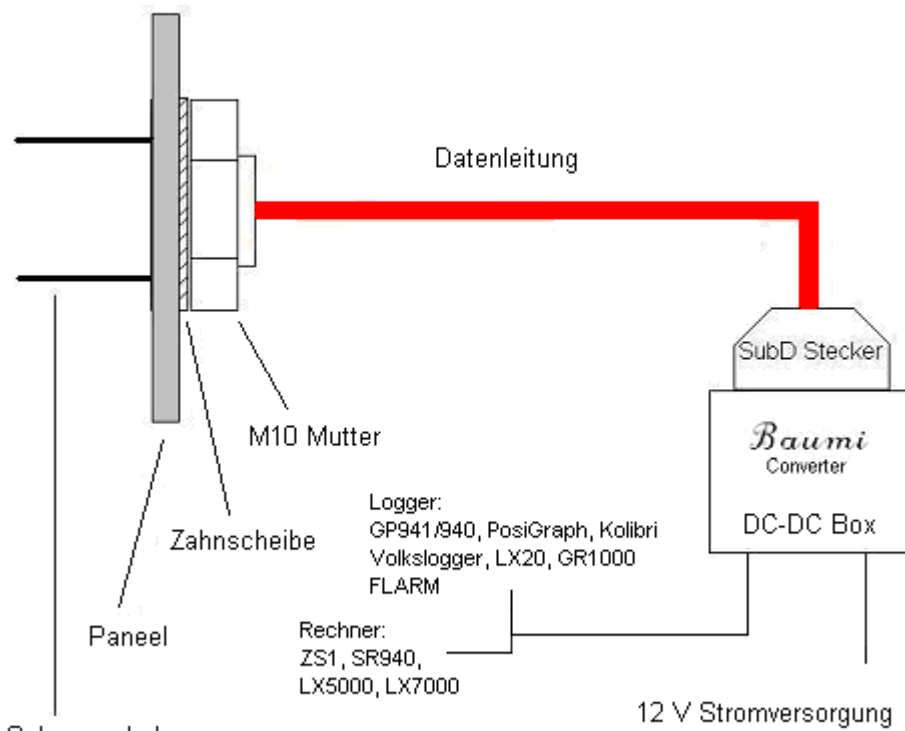 Datenleitung
SubD Stecker
M10 Mutter
Baumi
Converter
DC-DC Box
Logger:
GP941/940, PosiGraph, Kolibri
Volkslogger, LX20, GR1000
FLARM
Zahnscheibe
Paneel
Rechner:
ZS1, SR940,
LX5000, LX7000
12 V Stromversorgung